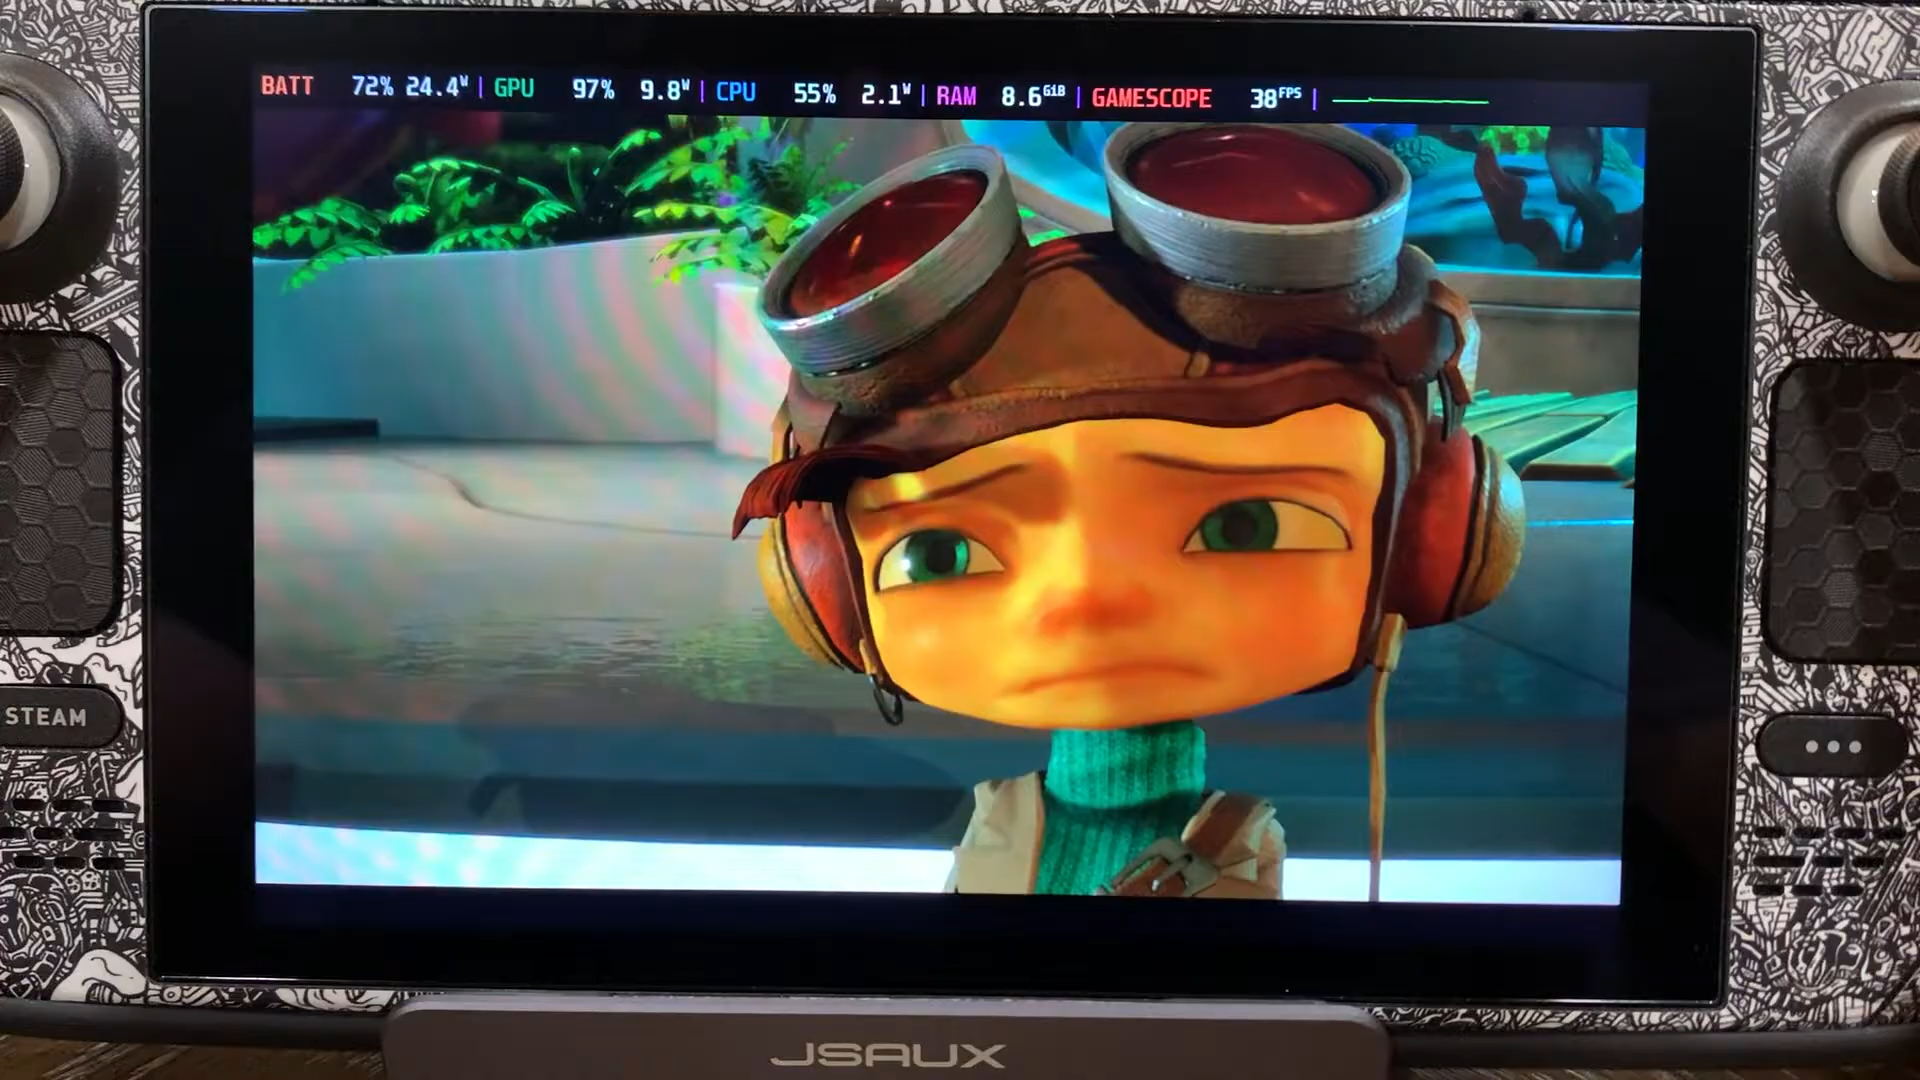 BATT 72% 24.4W | GPU 97% 9.8W | CPU 55% 2.1W | RAM 8.6GiB | GAMESCOPE 38FPS |
STEAM
JSAUX